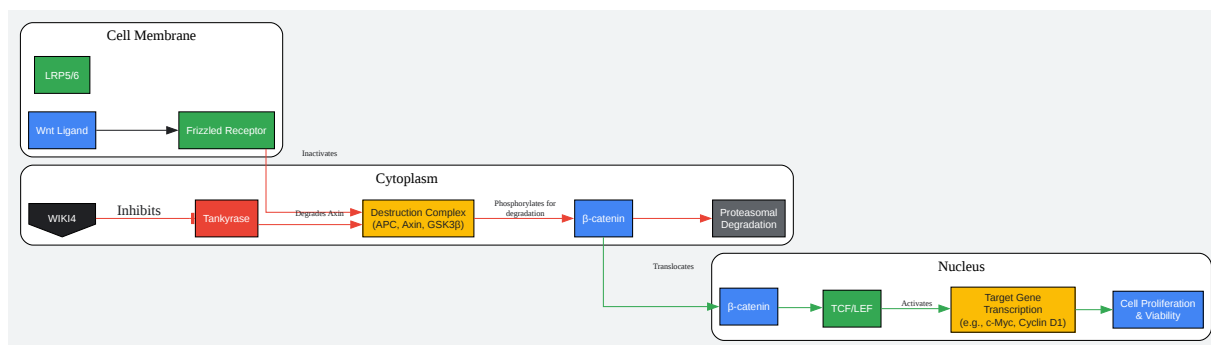 Cell Membrane
LRP5/6
Wnt Ligand
Frizzled Receptor
Inactivates
Cytoplasm
WIKI4
Inhibits
Tankyrase
Degrades Axin
Destruction Complex
(APC, Axin, GSK3β)
Phosphorylates for
degradation
β-catenin
Proteasomal
Degradation
Translocates
Nucleus
β-catenin
TCF/LEF
Activates
Target Gene
Transcription
(e.g., c-Myc, Cyclin D1)
Cell Proliferation
& Viability